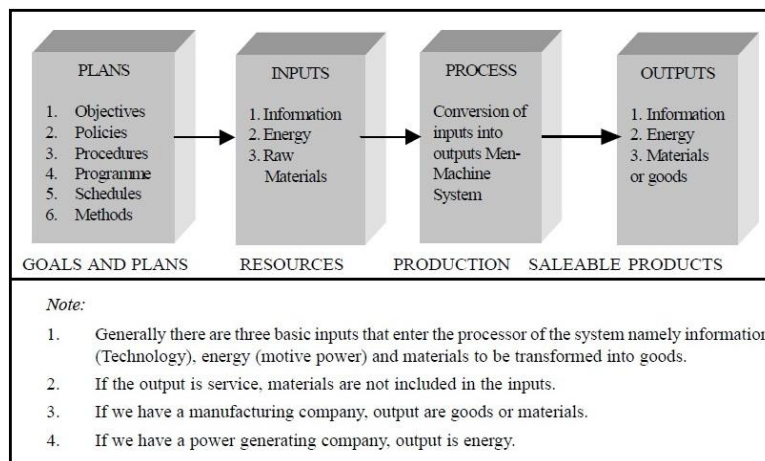 PLANS
1. Objectives
2. Policies
3. Procedures
4. Programme
5. Schedules
6. Methods
INPUTS
1. Information
2. Energy
3. Raw
Materials
PROCESS
Conversion of
inputs into
outputs Men-
Machine
System
OUTPUTS
1. Information
2. Energy
3. Materials
or goods
GOALS AND PLANS
RESOURCES
PRODUCTION
SALEABLE PRODUCTS
Note:
1. Generally there are three basic inputs that enter the processor of the system namely information
(Technology), energy (motive power) and materials to be transformed into goods.
2. If the output is service, materials are not included in the inputs.
3. If we have a manufacturing company, output are goods or materials.
4. If we have a power generating company, output is energy.